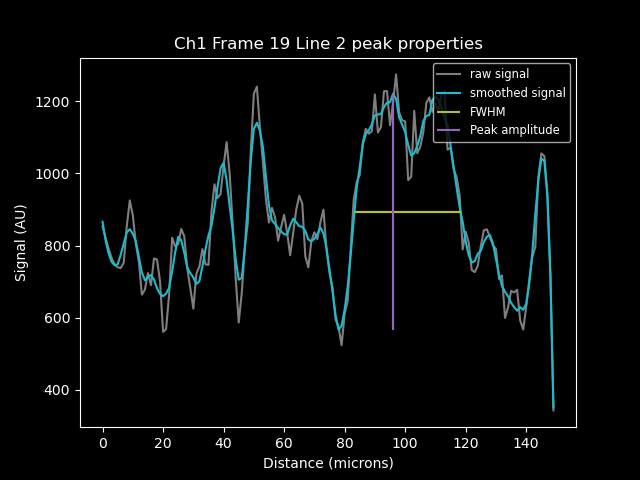 Ch1 Frame 19 Line 2 peak properties
raw signal
smoothed signal
FWHM
Peak amplitude
1200
1000
800
600
400
Signal (AU)
0 20 40 60 80 100 120 140
Distance (microns)